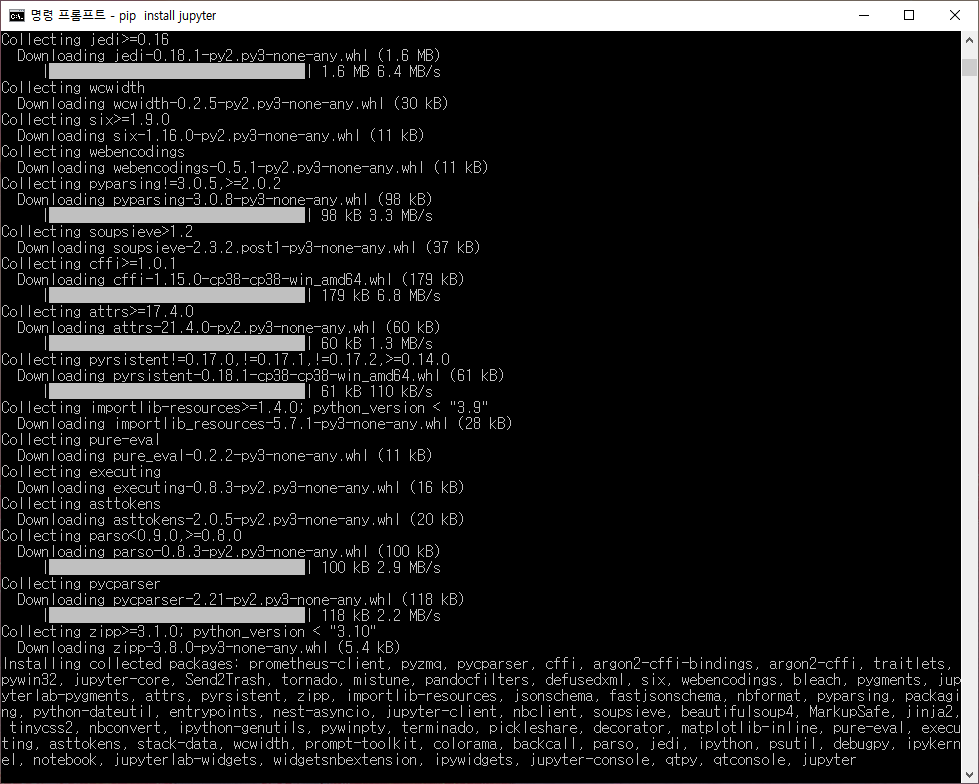 명령 프롬프트 - pip  install jupyter
Collecting jedi>=0.16
  Downloading jedi-0.18.1-py2.py3-none-any.whl (1.6 MB)
     |████████████████████████████████| 1.6 MB 6.4 MB/s
Collecting wcwidth
  Downloading wcwidth-0.2.5-py2.py3-none-any.whl (30 kB)
Collecting six>=1.9.0
  Downloading six-1.16.0-py2.py3-none-any.whl (11 kB)
Collecting webencodings
  Downloading webencodings-0.5.1-py2.py3-none-any.whl (11 kB)
Collecting pyparsing!=3.0.5,>=2.0.2
  Downloading pyparsing-3.0.8-py3-none-any.whl (98 kB)
     |████████████████████████████████| 98 kB 3.3 MB/s
Collecting soupsieve>1.2
  Downloading soupsieve-2.3.2.post1-py3-none-any.whl (37 kB)
Collecting cffi>=1.0.1
  Downloading cffi-1.15.0-cp38-cp38-win_amd64.whl (179 kB)
     |████████████████████████████████| 179 kB 6.8 MB/s
Collecting attrs>=17.4.0
  Downloading attrs-21.4.0-py2.py3-none-any.whl (60 kB)
     |████████████████████████████████| 60 kB 1.3 MB/s
Collecting pyrsistent!=0.17.0,!=0.17.1,!=0.17.2,>=0.14.0
  Downloading pyrsistent-0.18.1-cp38-cp38-win_amd64.whl (61 kB)
     |████████████████████████████████| 61 kB 110 kB/s
Collecting importlib-resources>=1.4.0; python_version < "3.9"
  Downloading importlib_resources-5.7.1-py3-none-any.whl (28 kB)
Collecting pure-eval
  Downloading pure_eval-0.2.2-py3-none-any.whl (11 kB)
Collecting executing
  Downloading executing-0.8.3-py2.py3-none-any.whl (16 kB)
Collecting asttokens
  Downloading asttokens-2.0.5-py2.py3-none-any.whl (20 kB)
Collecting parso<0.9.0,>=0.8.0
  Downloading parso-0.8.3-py2.py3-none-any.whl (100 kB)
     |████████████████████████████████| 100 kB 2.9 MB/s
Collecting pycparser
  Downloading pycparser-2.21-py2.py3-none-any.whl (118 kB)
     |████████████████████████████████| 118 kB 2.2 MB/s
Collecting zipp>=3.1.0; python_version < "3.10"
  Downloading zipp-3.8.0-py3-none-any.whl (5.4 kB)
Installing collected packages: prometheus-client, pyzmq, pycparser, cffi, argon2-cffi-bindings, argon2-cffi, traitlets,
pywin32, jupyter-core, Send2Trash, tornado, mistune, pandocfilters, defusedxml, six, webencodings, bleach, pygments, jup
yterlab-pygments, attrs, pyrsistent, zipp, importlib-resources, jsonschema, fastjsonschema, nbformat, pyparsing, packagi
ng, python-dateutil, entrypoints, nest-asyncio, jupyter-client, nbclient, soupsieve, beautifulsoup4, MarkupSafe, jinja2,
 tinycss2, nbconvert, ipython-genutils, pywinpty, terminado, pickleshare, decorator, matplotlib-inline, pure-eval, execu
ting, asttokens, stack-data, wcwidth, prompt-toolkit, colorama, backcall, parso, jedi, ipython, psutil, debugpy, ipykern
el, notebook, jupyterlab-widgets, widgetsnbextension, ipywidgets, jupyter-console, qtpy, qtconsole, jupyter